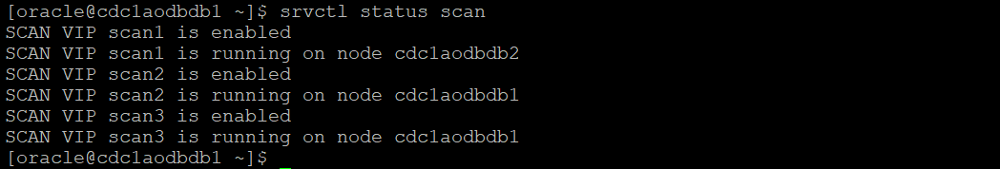 [oracle@cdc1aodbdb1 ~]$ srvctl status scan
SCAN VIP scan1 is enabled
SCAN VIP scan1 is running on node cdc1aodbdb2
SCAN VIP scan2 is enabled
SCAN VIP scan2 is running on node cdc1aodbdb1
SCAN VIP scan3 is enabled
SCAN VIP scan3 is running on node cdc1aodbdb1
[oracle@cdc1aodbdb1 ~]$